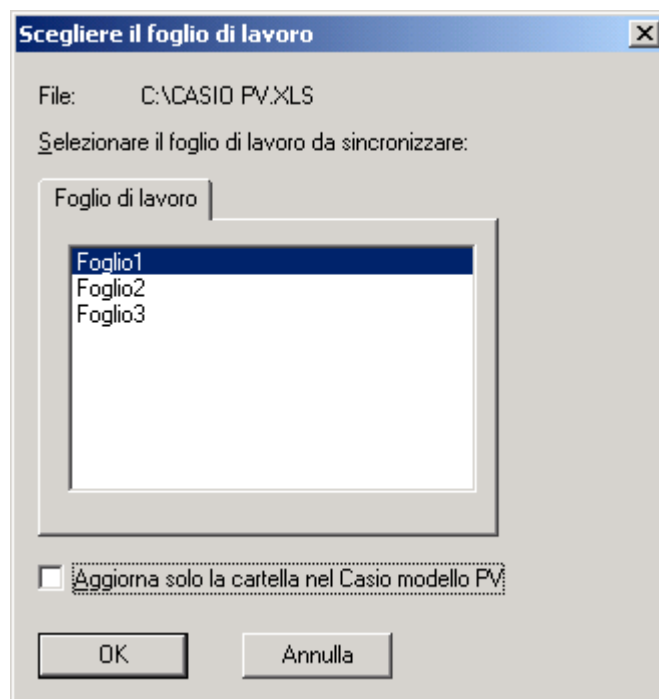 Scegliere il foglio di lavoro
File: C:\CASIO PV.XLS
Selezionare il foglio di lavoro da sincronizzare:
Foglio di lavoro
Foglio1
Foglio2
Foglio3
Aggiorna solo la cartella nel Casio modello PV
OK Annulla